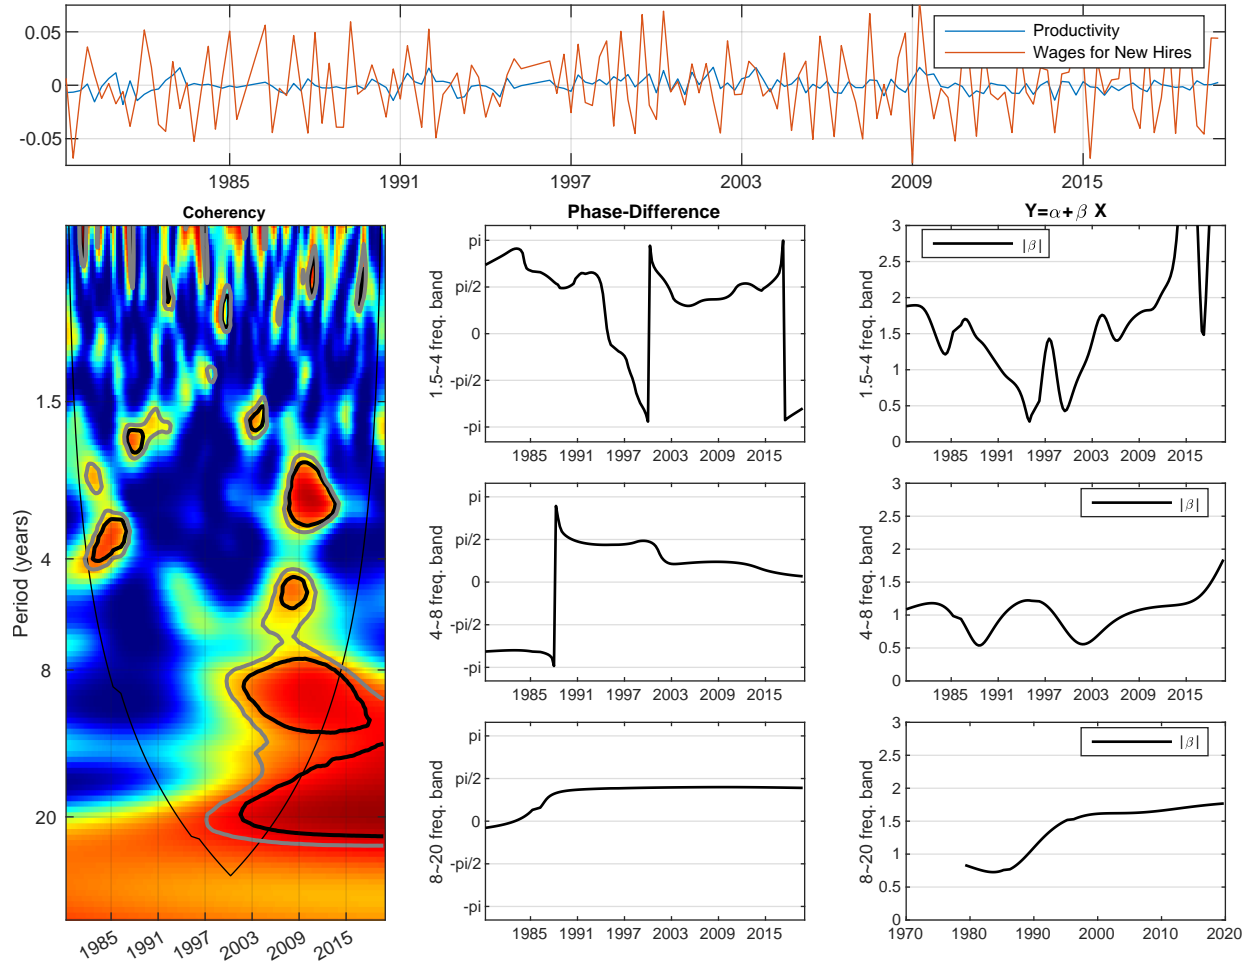 0.05
0
-0.05
Productivity
Wages for New Hires
1985
1991
1997
2003
2009
2015
Coherency
Period (years)
1.5
4
8
20
1985
1991
1997
2003
2009
2015
Phase-Difference
1.5~4 freq. band
pi
pi/2
0
-pi/2
-pi
1985
1991
1997
2003
2009
2015
Y=α+β X
1.5~4 freq. band
|β|
3
2.5
2
1.5
1
0.5
0
1985
1991
1997
2003
2009
2015
4~8 freq. band
pi
pi/2
0
-pi/2
-pi
1985
1991
1997
2003
2009
2015
4~8 freq. band
|β|
3
2.5
2
1.5
1
0.5
0
1985
1991
1997
2003
2009
2015
8~20 freq. band
pi
pi/2
0
-pi/2
-pi
1985
1991
1997
2003
2009
2015
8~20 freq. band
|β|
3
2.5
2
1.5
1
0.5
0
1970
1980
1990
2000
2010
2020